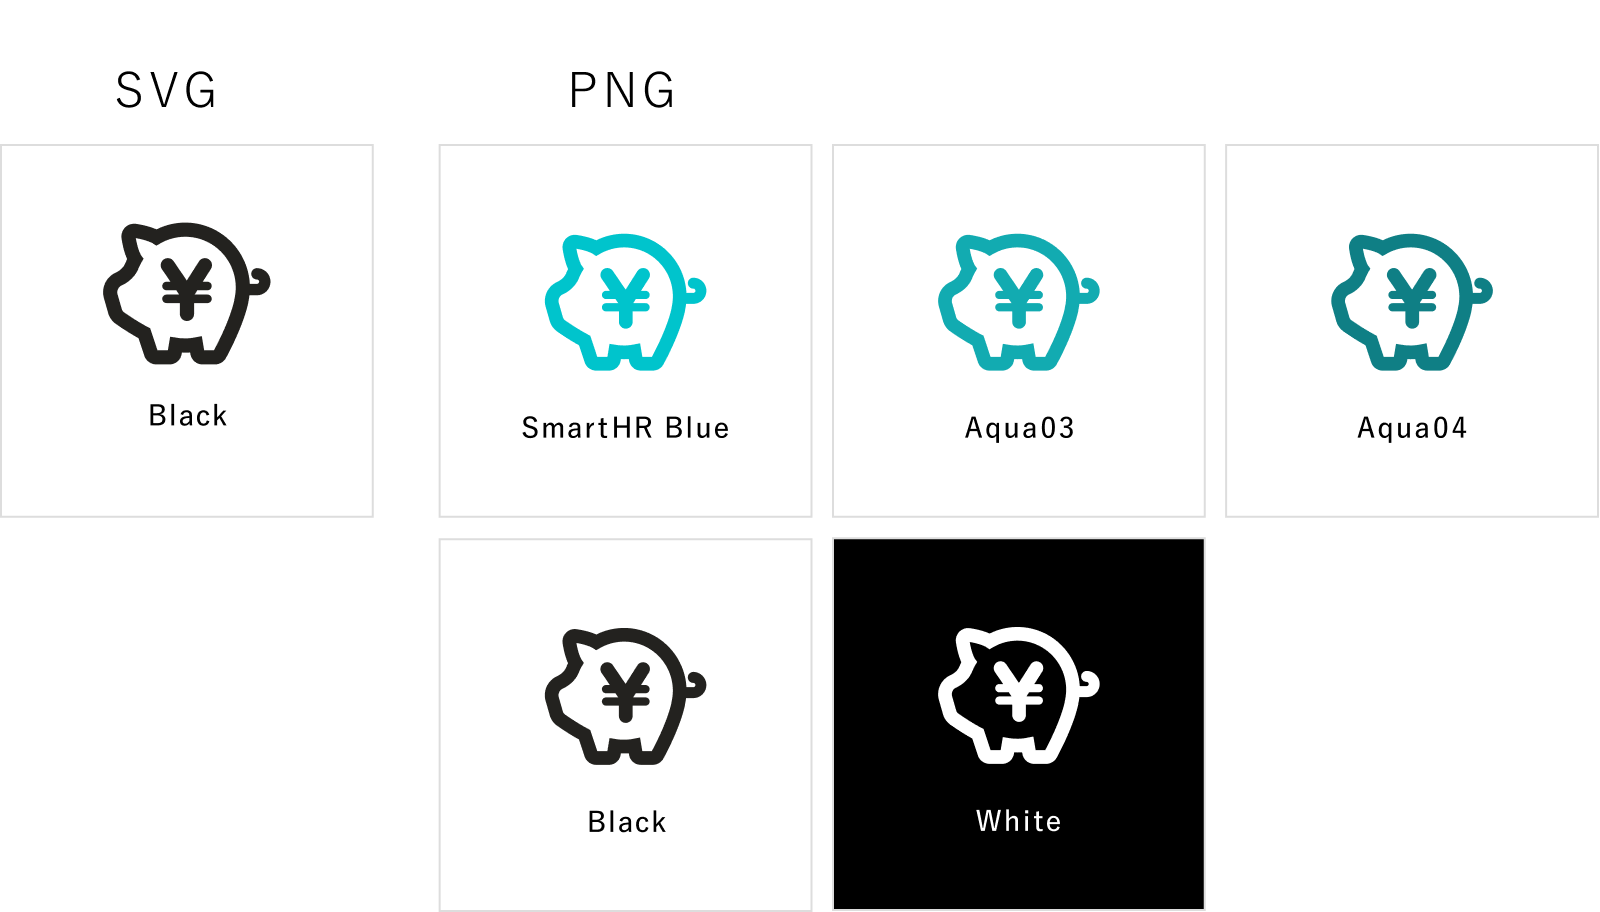 SVG
PNG
¥
Black
¥
SmartHR Blue
¥
Aqua03
¥
Aqua04
¥
Black
¥
White